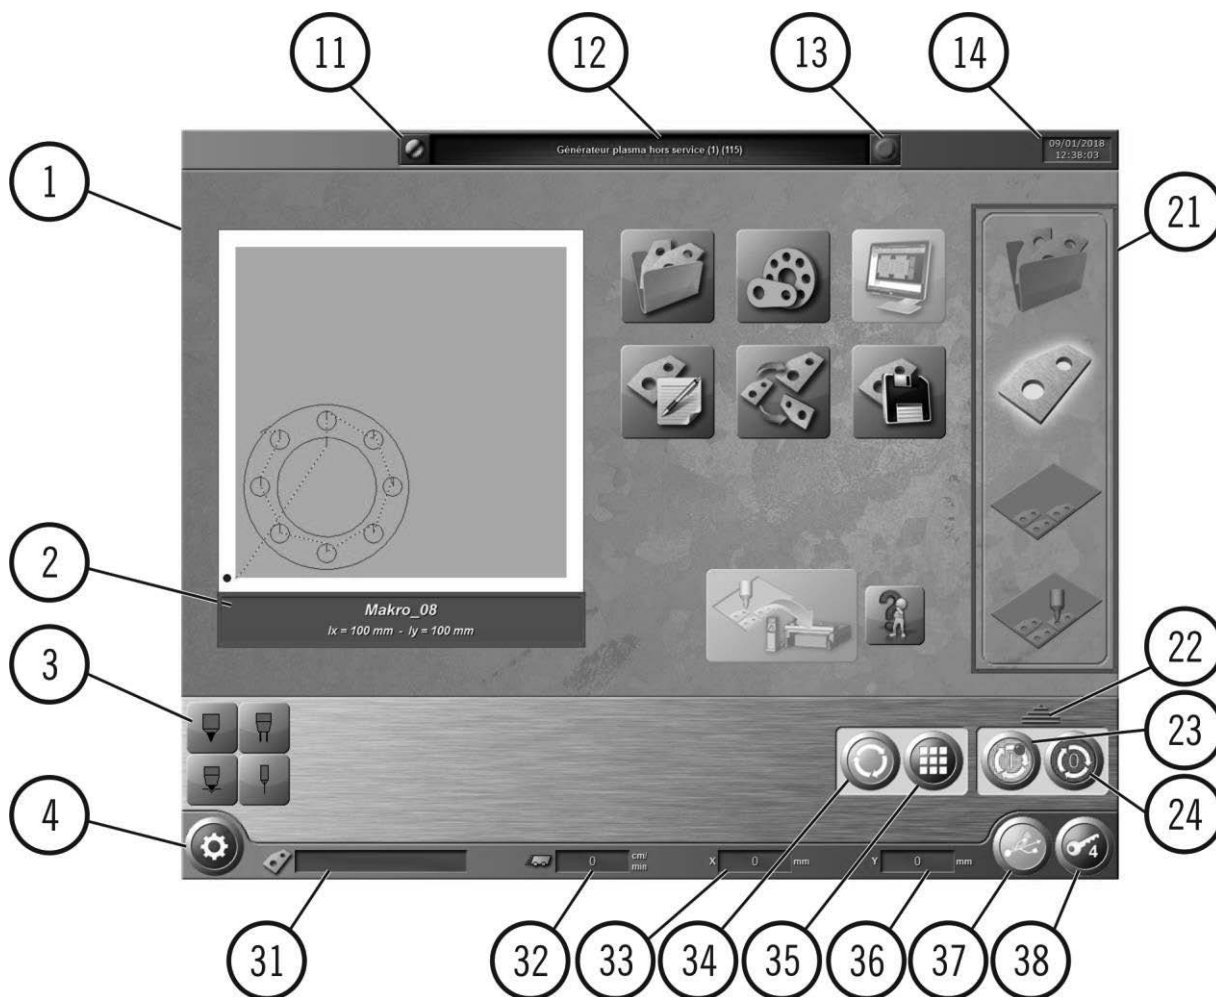 11
12
13
14
1
Générateur plasma hors service (1) (115)
09/01/2018
12:38:03
21
2
Makro_08
lx = 100 mm - ly = 100 mm
?
3
22
23
4
24
I
0
0
cm/
min
X
0
mm
Y
0
mm
4
31
32
33
34
35
36
37
38